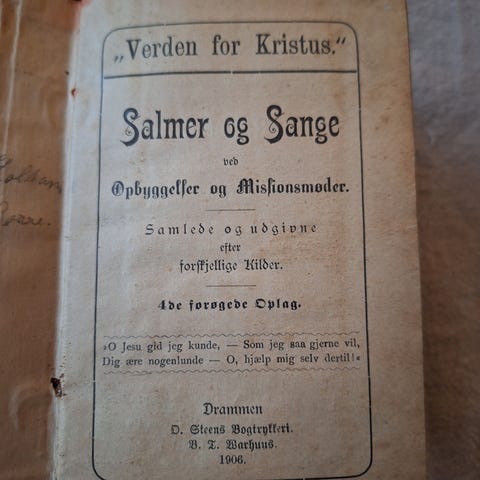 „Verden for Kristus.“
Salmer og Sange
ved
Opbyggelser og Missionsmøder.
Samlede og udgivne
efter
forskjellige Kilder.
4de forøgede Oplag.
»O Jesu gid jeg kunde, — Som jeg saa gjerne vil,
Dig ære nogenlunde — O, hjælp mig selv dertil!«
Drammen
D. Steens Bogtrykkeri.
B. T. Warhuus.
1906.